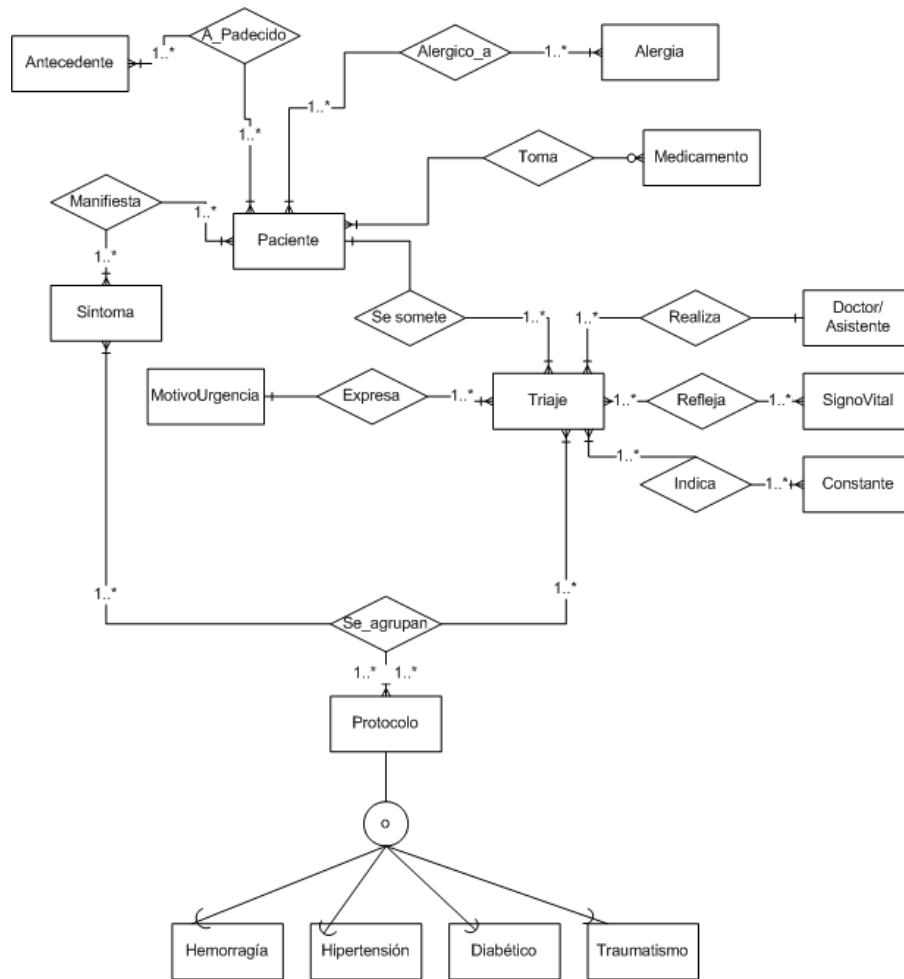 A_Padecido
1..*
1..*
Antecedente
Alergico_a
1..*
Alergia
1..*
1..*
Toma
Medicamento
Manifiesta
1..*
Paciente
1..*
Sintoma
Se somete
1..*
1..*
Realiza
Doctor/
Asistente
MotivoUrgencia
Expresa
1..*
Triaje
1..*
Refleja
1..*
SignoVital
1..*
Indica
1..*
Constante
1..*
1..*
Se_agrupan
1..*
1..*
Protocolo
o
Hemorragía
Hipertensión
Diabético
Traumatismo